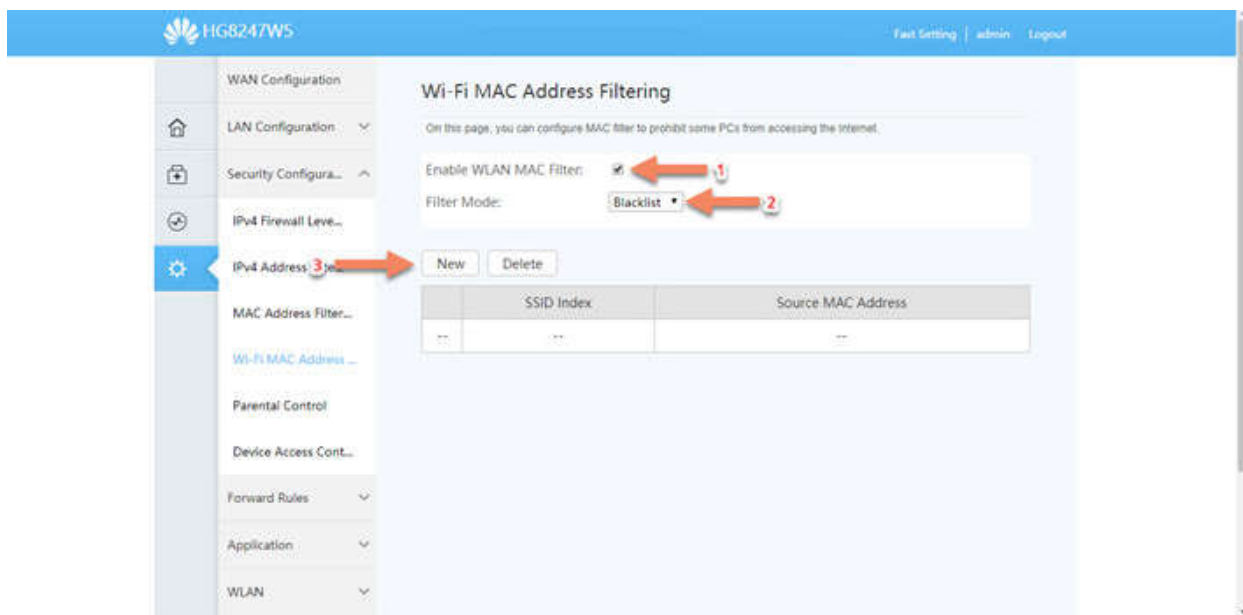 HG8247W5
Fast Setting | admin Logout
WAN Configuration
LAN Configuration
Security Configura...
IPv4 Firewall Leve...
IPv4 Address
MAC Address Filter...
Wi-Fi MAC Address ...
Parental Control
Device Access Cont...
Forward Rules
Application
WLAN
Wi-Fi MAC Address Filtering
On this page, you can configure MAC filter to prohibit some PCs from accessing the Internet.
Enable WLAN MAC Filter: 1
Filter Mode: Blacklist 2
3 New Delete
SSID Index Source MAC Address
-- -- --